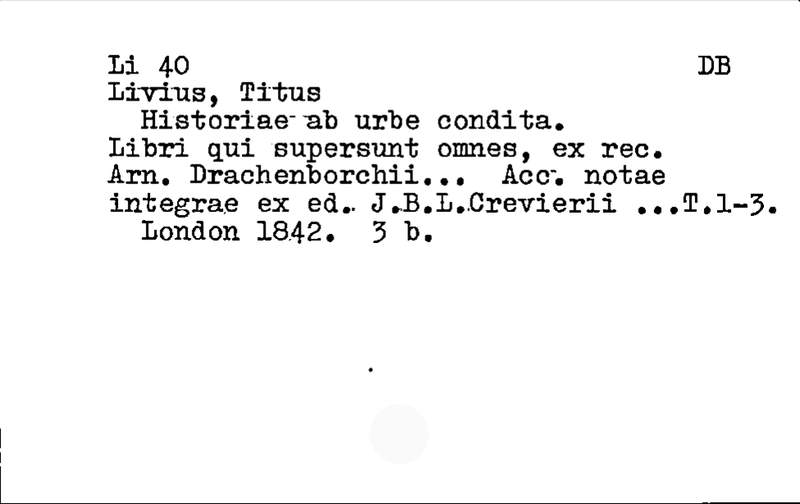 Li 40 DB
Livius, Titus
Historiae ab urbe condita.
Libri qui supersunt omnes, ex rec.
Arn. Drachenborchii... Acc. notae
integrae ex ed. J.B.L.Crevierii ...T.1-3.
London 1842. 3 b.